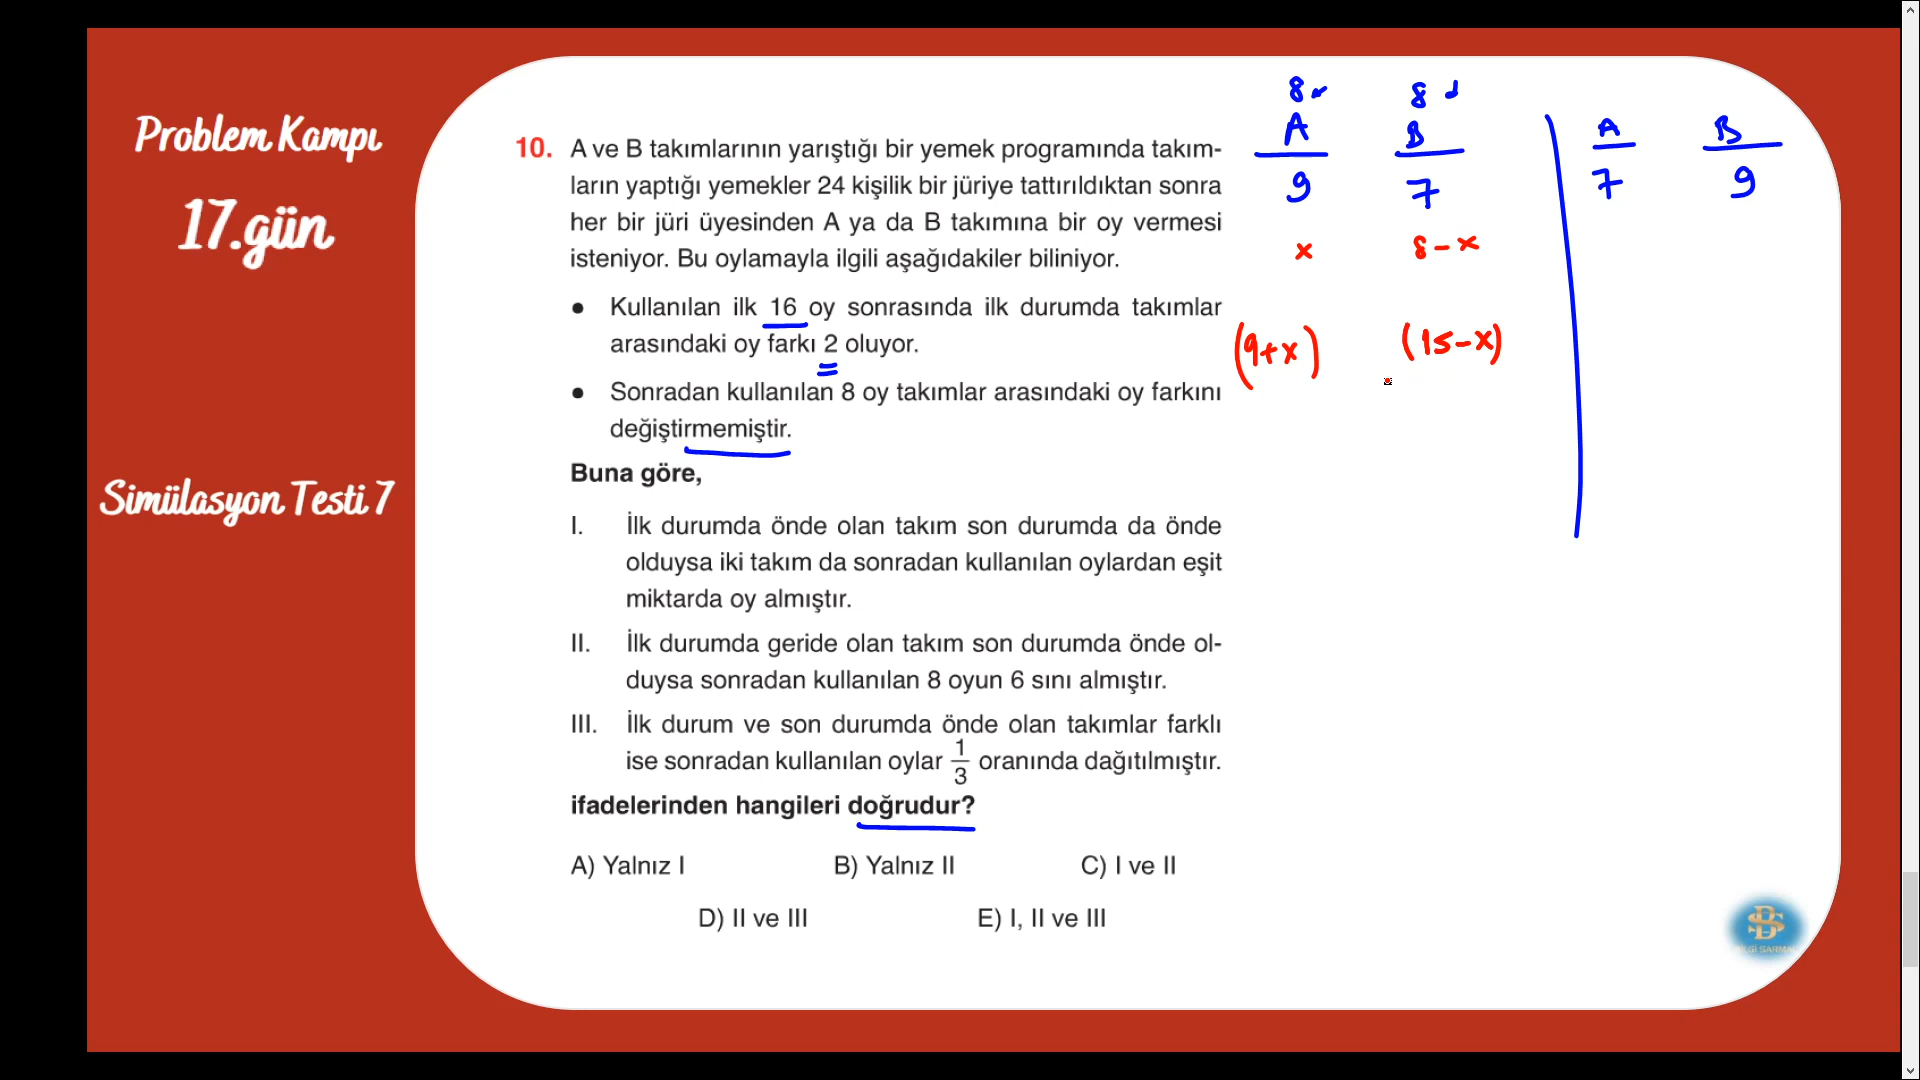 Problem Kampı
17.gün
Simülasyon Testi 7
10. A ve B takımlarının yarıştığı bir yemek programında takım-
ların yaptığı yemekler 24 kişilik bir jüriye tattırıldıktan sonra
her bir jüri üyesinden A ya da B takımına bir oy vermesi
isteniyor. Bu oylamayla ilgili aşağıdakiler biliniyor.
● Kullanılan ilk 16 oy sonrasında ilk durumda takımlar
arasındaki oy farkı 2 oluyor.
● Sonradan kullanılan 8 oy takımlar arasındaki oy farkını
değiştirmemiştir.
Buna göre,
I. İlk durumda önde olan takım son durumda da önde
olduysa iki takım da sonradan kullanılan oylardan eşit
miktarda oy almıştır.
II. İlk durumda geride olan takım son durumda önde ol-
duysa sonradan kullanılan 8 oyun 6 sını almıştır.
III. İlk durum ve son durumda önde olan takımlar farklı
ise sonradan kullanılan oylar 1/3 oranında dağıtılmıştır.
ifadelerinden hangileri doğrudur?
A) Yalnız I B) Yalnız II C) I ve II
D) II ve III E) I, II ve III
8 8
A B A B
9 7 7 9
x 8-x
(9+x) (15-x)